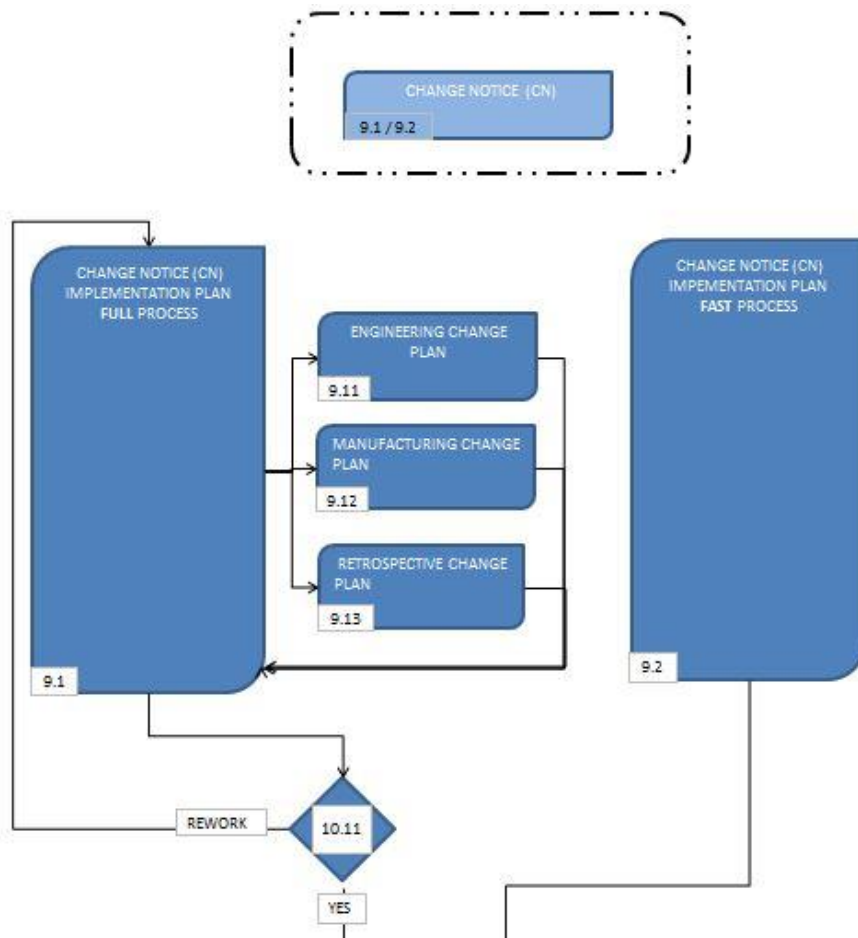 CHANGE NOTICE (CN)
9.1 / 9.2
CHANGE NOTICE (CN)
IMPLEMENTATION PLAN
FULL PROCESS
9.1
ENGINEERING CHANGE
PLAN
9.11
MANUFACTURING CHANGE
PLAN
9.12
RETROSPECTIVE CHANGE
PLAN
9.13
CHANGE NOTICE (CN)
IMPEMENTATION PLAN
FAST PROCESS
9.2
REWORK
10.11
YES